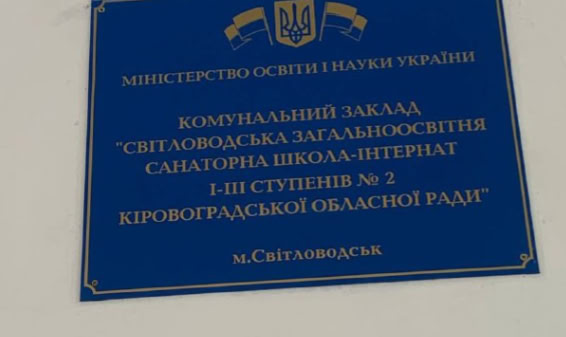 МІНІСТЕРСТВО ОСВІТИ І НАУКИ УКРАЇНИ
КОМУНАЛЬНИЙ ЗАКЛАД
"СВІТЛОВОДСЬКА ЗАГАЛЬНООСВІТНЯ
САНАТОРНА ШКОЛА-ІНТЕРНАТ
І-ІІІ СТУПЕНІВ № 2
КІРОВОГРАДСЬКОЇ ОБЛАСНОЇ РАДИ"
м.Світловодськ